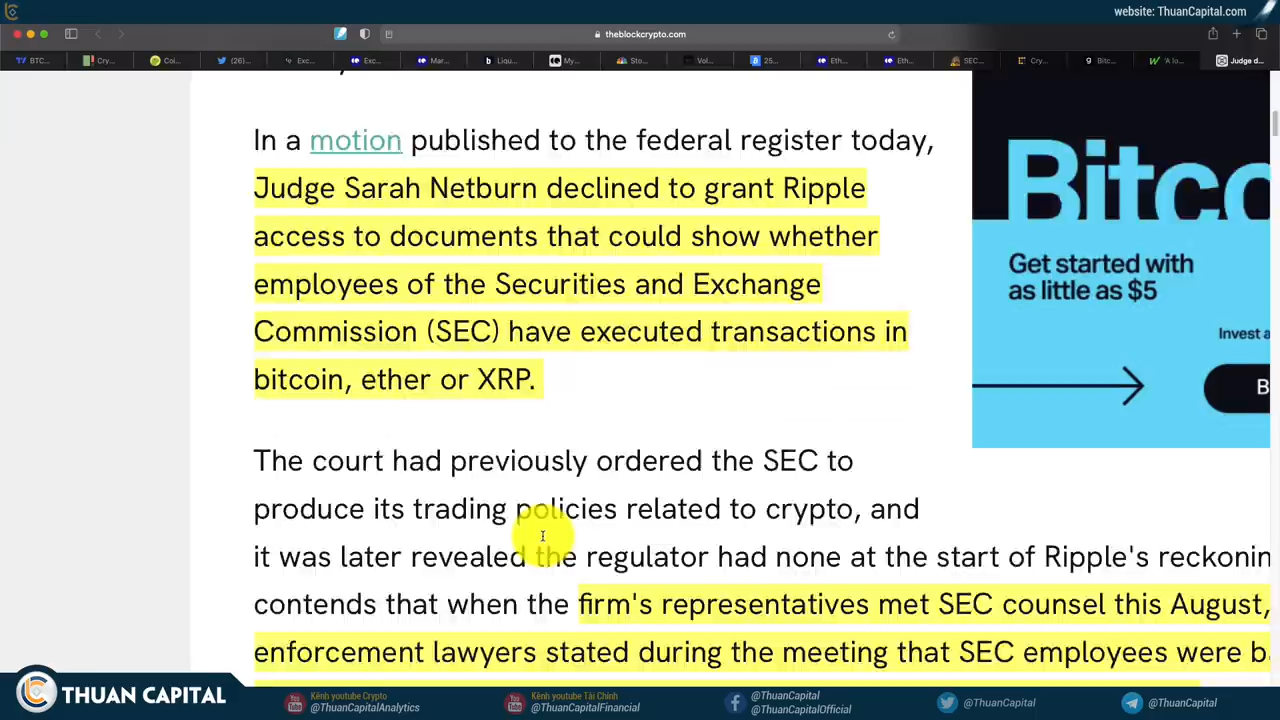 website: ThuanCapital.com
theblockcrypto.com
BTC...
Cry...
Coi...
(26)...
Exc...
Exc...
Mar...
Liqu...
My...
Sto...
Vol...
25...
Eth...
Eth...
SEC...
Cry...
Bitc...
'A lo...
Judge d...
In a motion published to the federal register today,
Judge Sarah Netburn declined to grant Ripple
access to documents that could show whether
employees of the Securities and Exchange
Commission (SEC) have executed transactions in
bitcoin, ether or XRP.
Bitco
Get started with
as little as $5
Invest a
B
The court had previously ordered the SEC to
produce its trading policies related to crypto, and
it was later revealed the regulator had none at the start of Ripple's reckonin
contends that when the firm's representatives met SEC counsel this August,
enforcement lawyers stated during the meeting that SEC employees were ba
THUAN CAPITAL
Kênh youtube Crypto
@ThuanCapitalAnalytics
Kênh youtube Tài Chính
@ThuanCapitalFinancial
@ThuanCapital
@ThuanCapitalOfficial
@ThuanCapital
@ThuanCapital